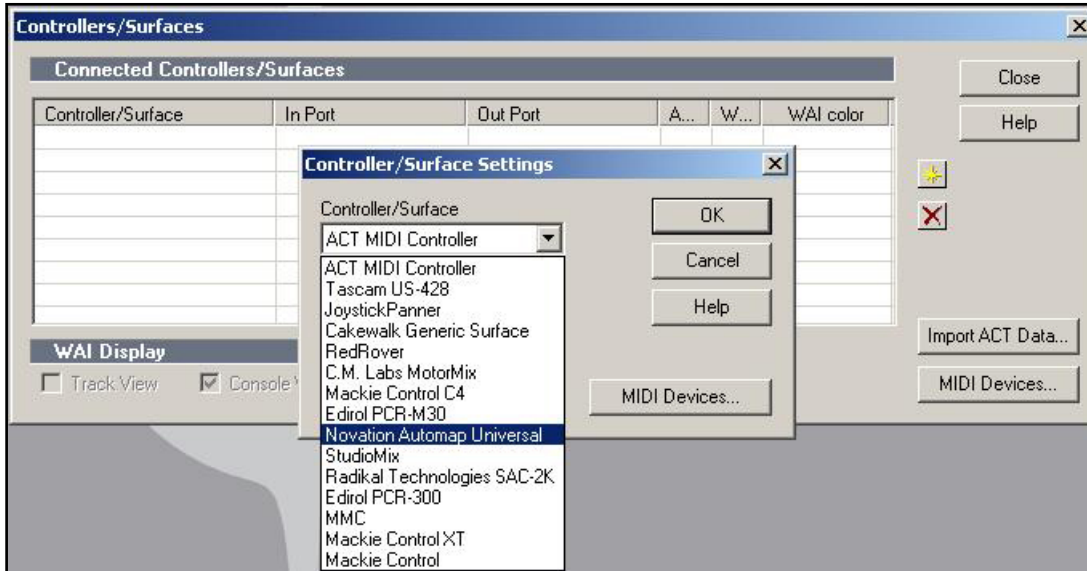 Controllers/Surfaces
Connected Controllers/Surfaces
Close
Controller/Surface In Port Out Port A... W... WAI color
Help
Controller/Surface Settings
Controller/Surface
OK
ACT MIDI Controller
Cancel
ACT MIDI Controller
Tascam US-428
JoystickPanner
Help
Cakewalk Generic Surface
RedRover
C.M. Labs MotorMix
Mackie Control C4
MIDI Devices...
Edirol PCR-M30
Novation Automap Universal
StudioMix
Radikal Technologies SAC-2K
Edirol PCR-300
MMC
Mackie Control XT
Mackie Control
WAI Display
Track View Console
Import ACT Data...
MIDI Devices...